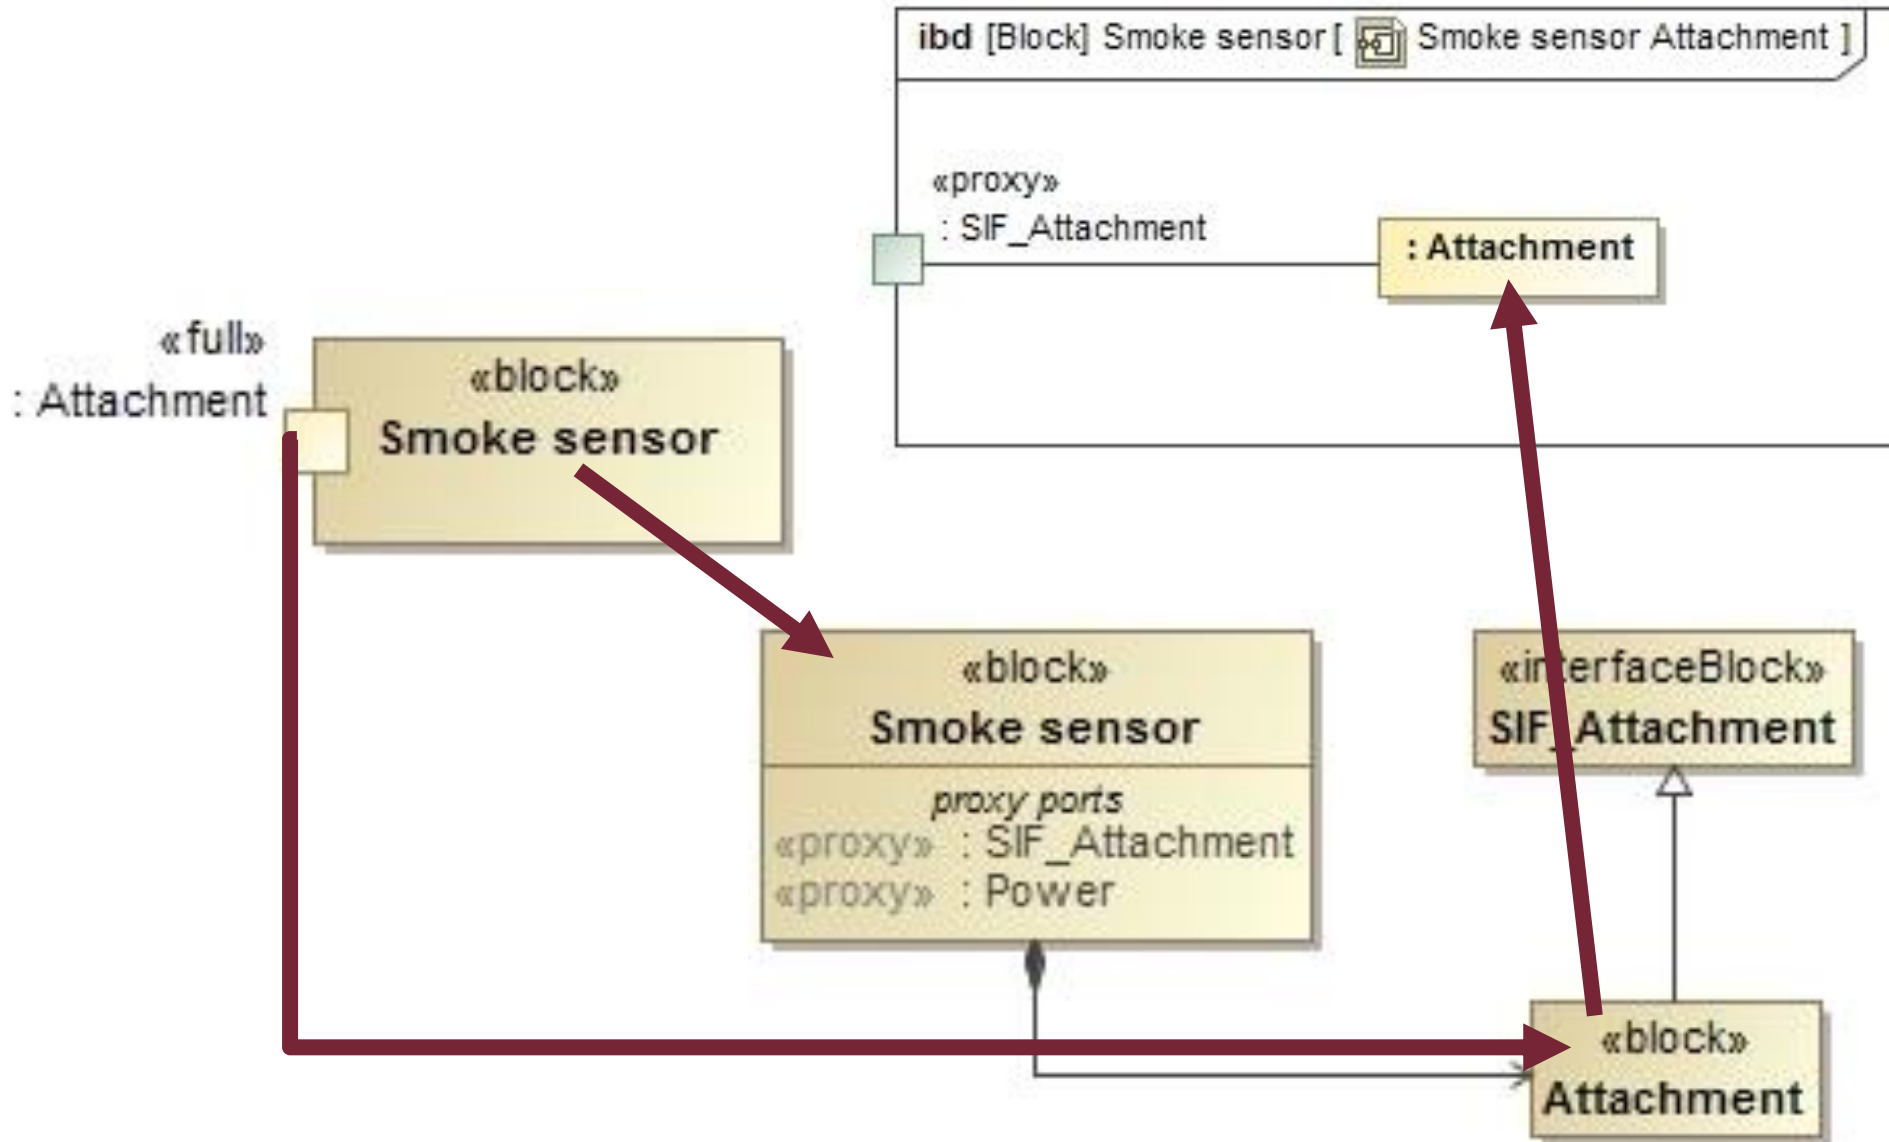 ibd [Block] Smoke sensor [ Smoke sensor Attachment ]
«proxy»
: SIF_Attachment
: Attachment
«full»
: Attachment
«block»
Smoke sensor
«block»
Smoke sensor
proxy ports
«proxy» : SIF_Attachment
«proxy» : Power
«interfaceBlock»
SIF_Attachment
«block»
Attachment